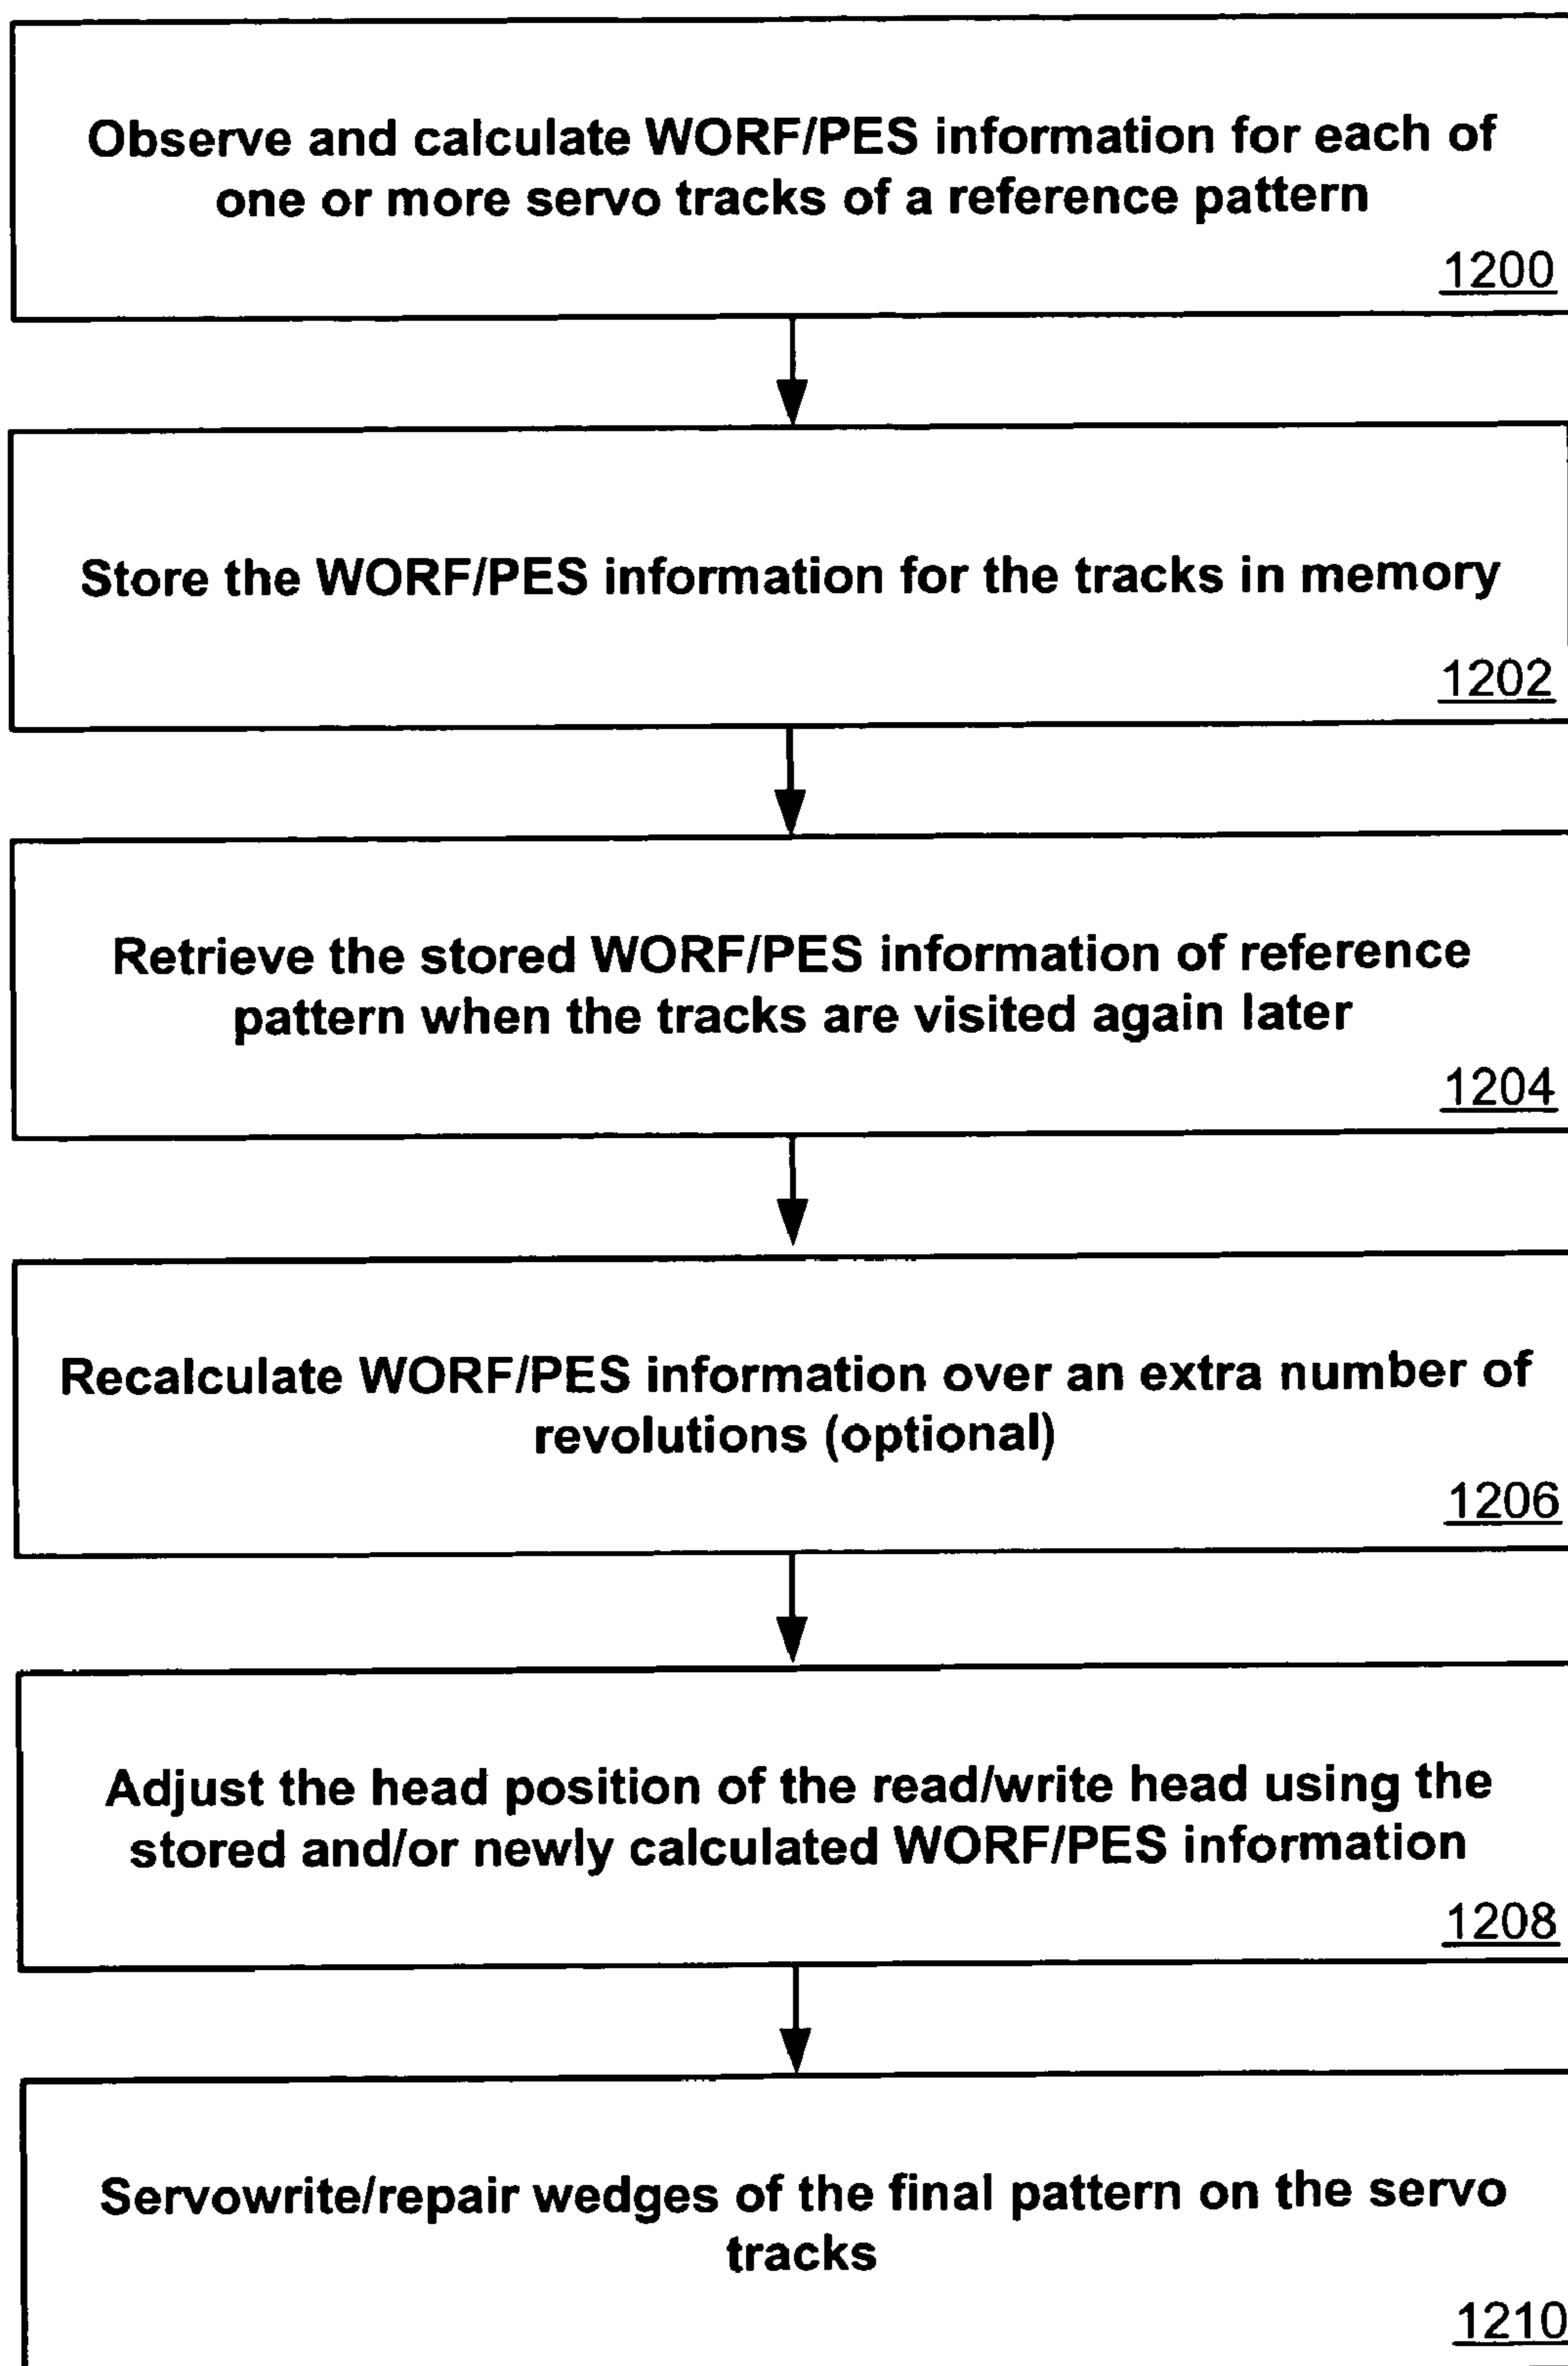 Observe and calculate WORF/PES information for each of
one or more servo tracks of a reference pattern
1200
Store the WORF/PES information for the tracks in memory
1202
Retrieve the stored WORF/PES information of reference
pattern when the tracks are visited again later
1204
Recalculate WORF/PES information over an extra number of
revolutions (optional)
1206
Adjust the head position of the read/write head using the
stored and/or newly calculated WORF/PES information
1208
Servowrite/repair wedges of the final pattern on the servo
tracks
1210